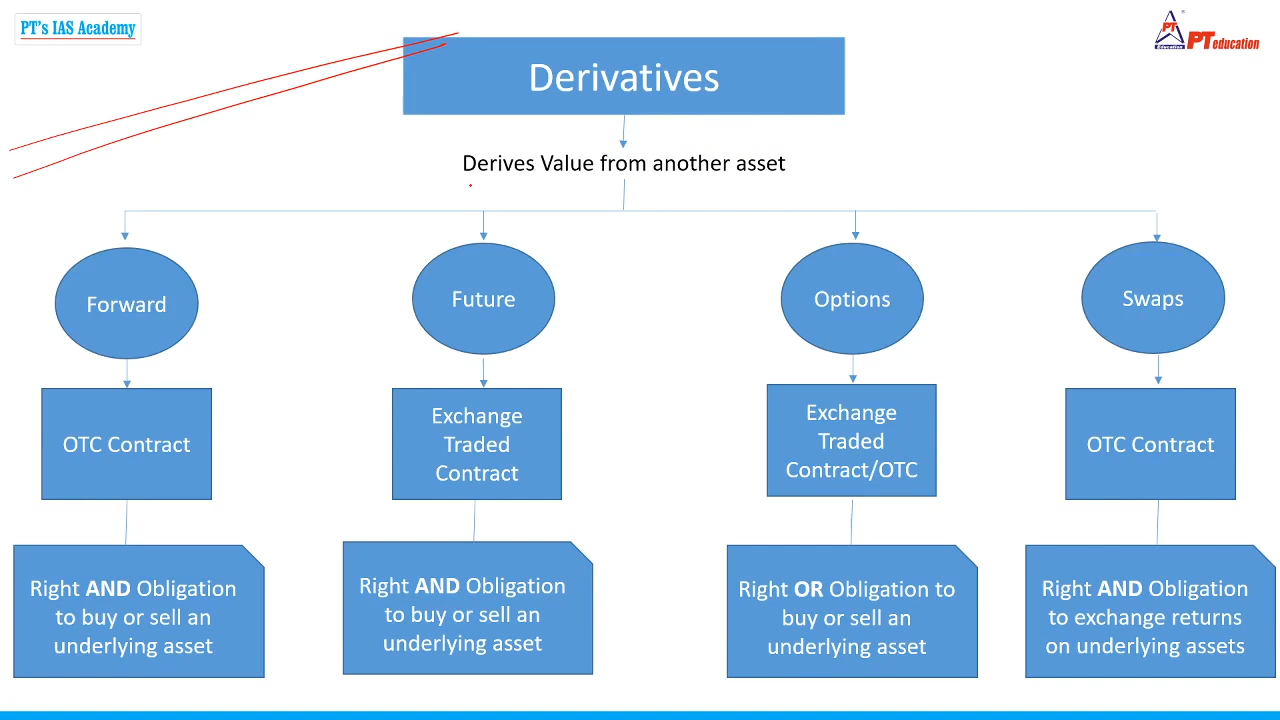 PT's IAS Academy
PT
Education
PT education
Derivatives
Derives Value from another asset
Forward
Future
Options
Swaps
OTC Contract
Exchange
Traded
Contract
Exchange
Traded
Contract/OTC
OTC Contract
Right AND Obligation
to buy or sell an
underlying asset
Right AND Obligation
to buy or sell an
underlying asset
Right OR Obligation to
buy or sell an
underlying asset
Right AND Obligation
to exchange returns
on underlying assets